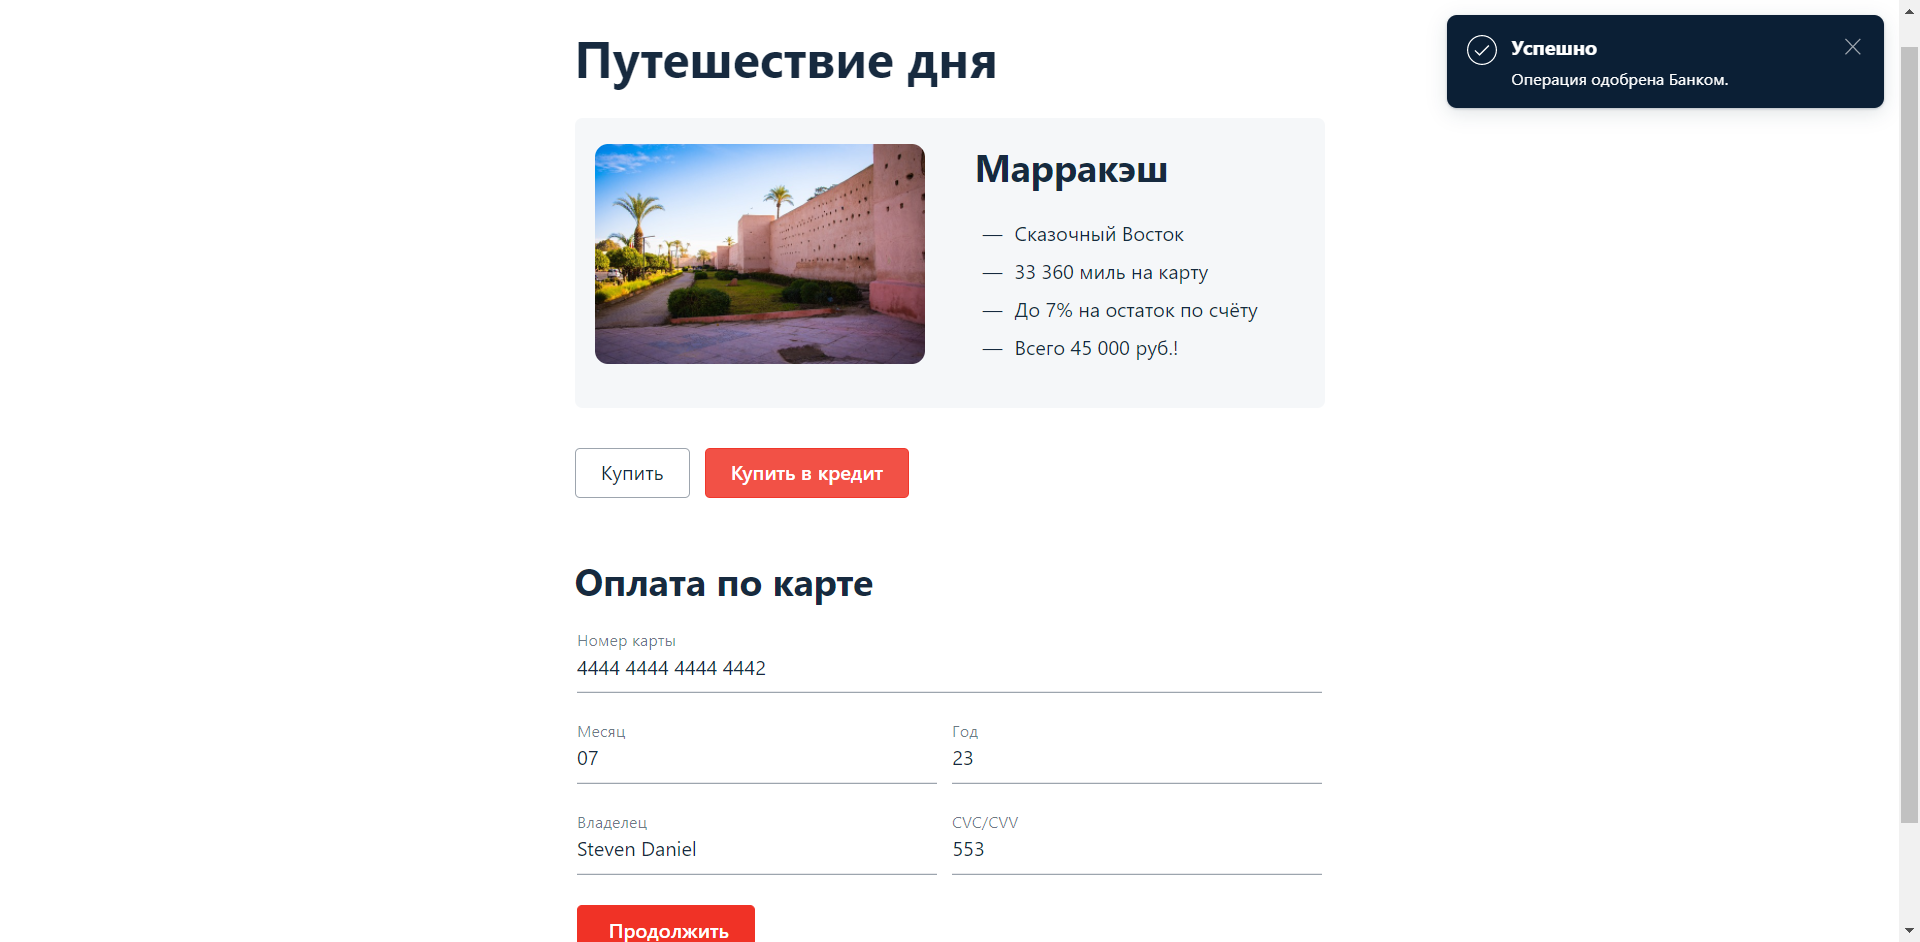 Путешествие дня
Успешно
Операция одобрена Банком.
Марракэш
— Сказочный Восток
— 33 360 миль на карту
— До 7% на остаток по счёту
— Всего 45 000 руб.!
Купить
Купить в кредит
Оплата по карте
Номер карты
4444 4444 4444 4442
Месяц
Год
07
23
Владелец
CVC/CVV
Steven Daniel
553
Продолжить